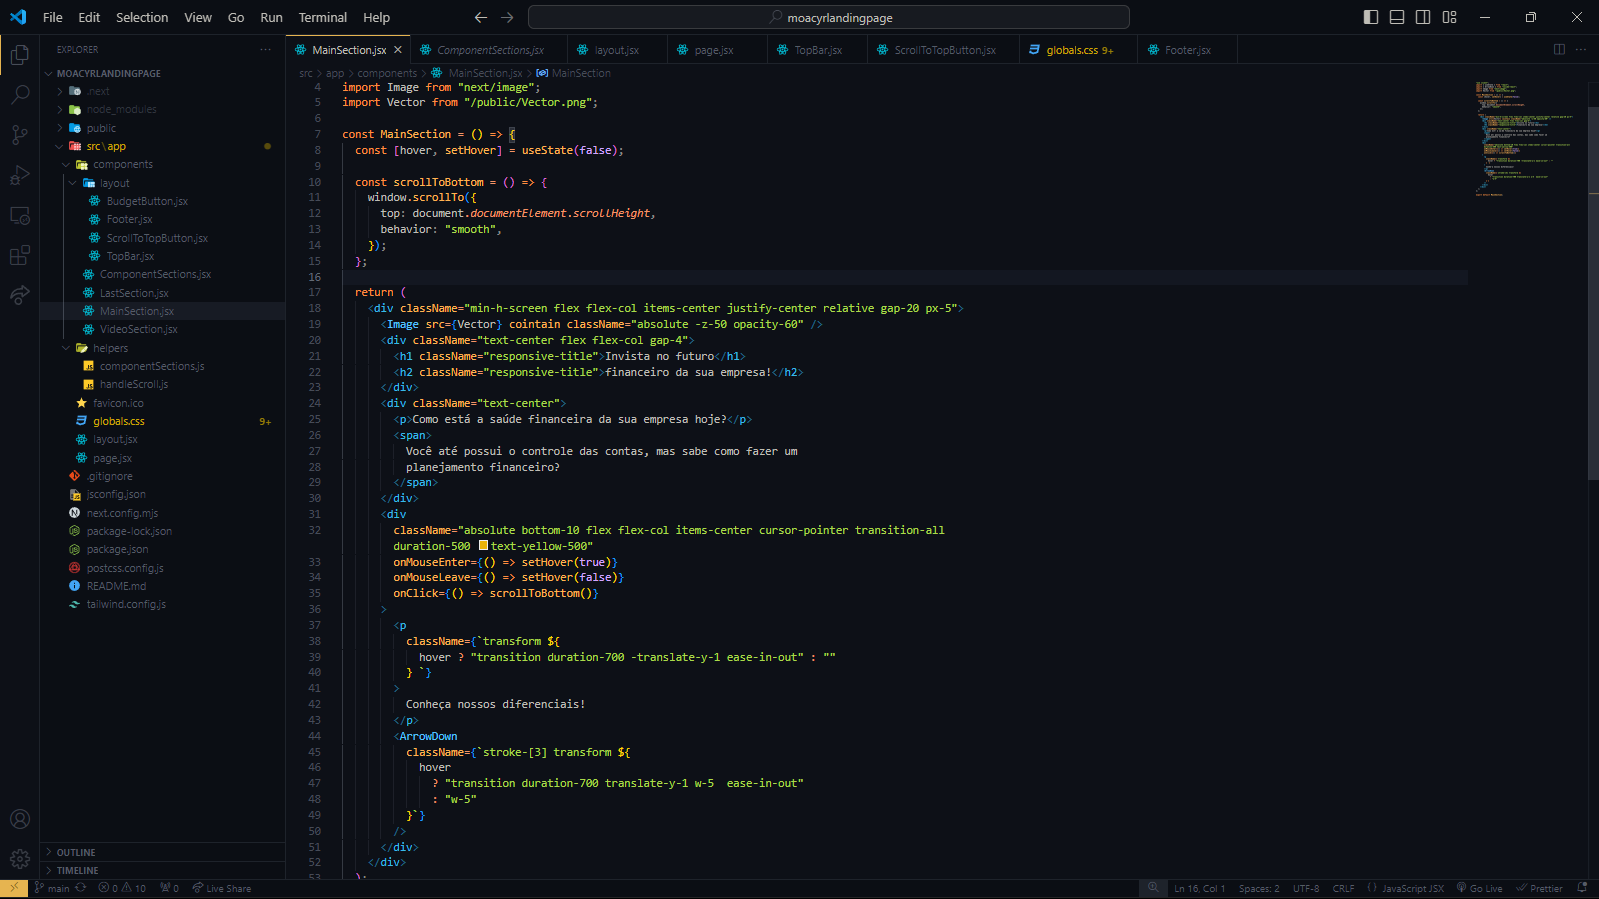 File Edit Selection View Go Run Terminal Help
moacyrlandingpage
EXPLORER
MOACYRLANDINGPAGE
.next
node_modules
public
src\app
components
layout
BudgetButton.jsx
Footer.jsx
ScrollToTopButton.jsx
TopBar.jsx
ComponentSections.jsx
LastSection.jsx
MainSection.jsx
VideoSection.jsx
helpers
componentSections.js
handleScroll.js
favicon.ico
globals.css 9+
layout.jsx
page.jsx
.gitignore
jsconfig.json
next.config.mjs
package-lock.json
package.json
postcss.config.js
README.md
tailwind.config.js
OUTLINE
TIMELINE
MainSection.jsx ComponentSections.jsx layout.jsx page.jsx TopBar.jsx ScrollToTopButton.jsx globals.css 9+ Footer.jsx
src > app > components > MainSection.jsx > MainSection
4 import Image from "next/image";
5 import Vector from "/public/Vector.png";
6
7 const MainSection = () => {
8 const [hover, setHover] = useState(false);
9
10 const scrollToBottom = () => {
11 window.scrollTo({
12 top: document.documentElement.scrollHeight,
13 behavior: "smooth",
14 });
15 };
16
17 return (
18 <div className="min-h-screen flex flex-col items-center justify-center relative gap-20 px-5">
19 <Image src={Vector} cointain className="absolute -z-50 opacity-60" />
20 <div className="text-center flex flex-col gap-4">
21 <h1 className="responsive-title">Invista no futuro</h1>
22 <h2 className="responsive-title">financeiro da sua empresa!</h2>
23 </div>
24 <div className="text-center">
25 <p>Como está a saúde financeira da sua empresa hoje?</p>
26 <span>
27 Você até possui o controle das contas, mas sabe como fazer um
28 planejamento financeiro?
29 </span>
30 </div>
31 <div
32 className="absolute bottom-10 flex flex-col items-center cursor-pointer transition-all
duration-500 text-yellow-500"
33 onMouseEnter={() => setHover(true)}
34 onMouseLeave={() => setHover(false)}
35 onClick={() => scrollToBottom()}
36 >
37 <p
38 className={`transform ${
39 hover ? "transition duration-700 -translate-y-1 ease-in-out" : ""
40 } `}
41 >
42 Conheça nossos diferenciais!
43 </p>
44 <ArrowDown
45 className={`stroke-[3] transform ${
46 hover
47 ? "transition duration-700 translate-y-1 w-5  ease-in-out"
48 : "w-5"
49 }`}
50 />
51 </div>
52 </div>
53 );
main 0 10 0 Live Share Ln 16, Col 1 Spaces: 2 UTF-8 CRLF {} JavaScript JSX Go Live Prettier